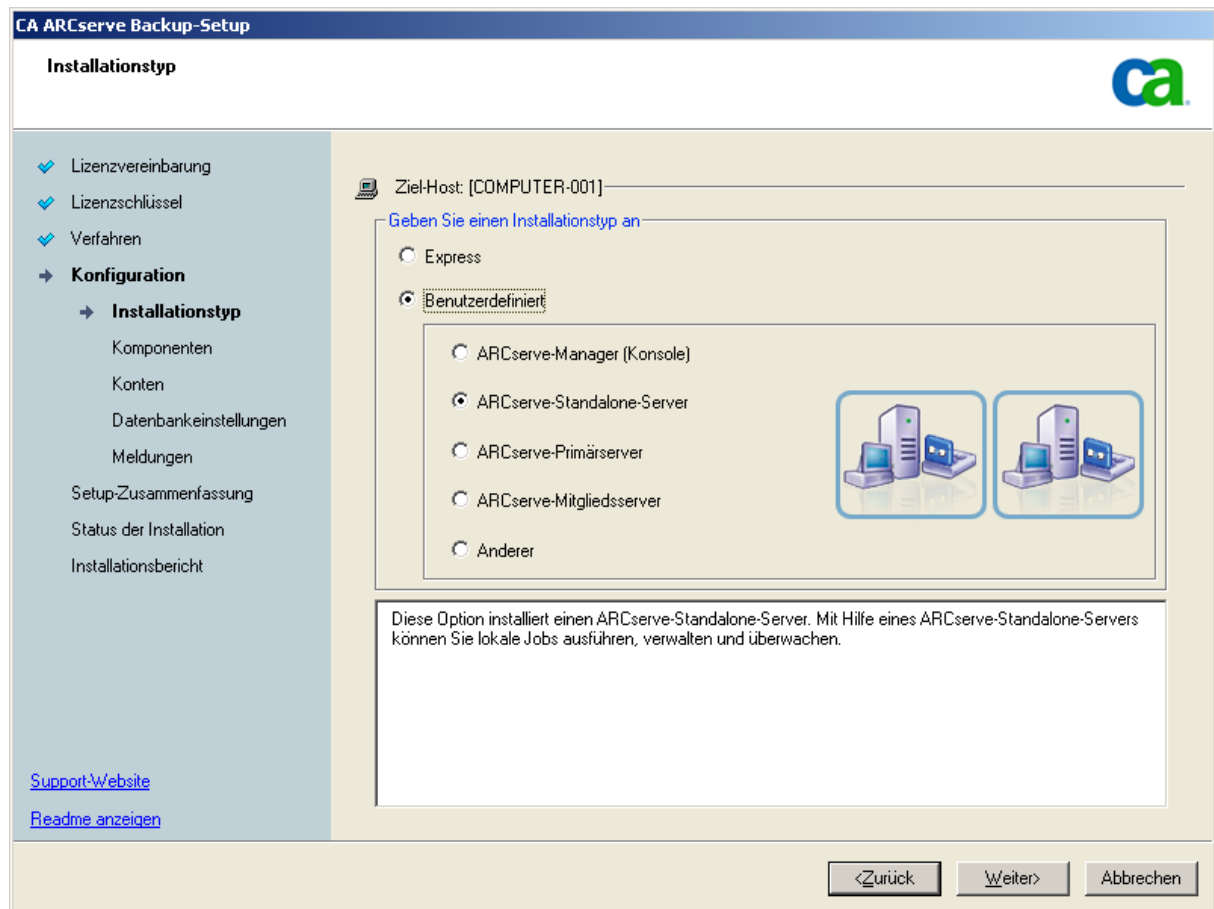 CA ARCserve Backup-Setup
Installationstyp
ca.
Lizenzvereinbarung
Lizenzschlüssel
Verfahren
Konfiguration
Installationstyp
Komponenten
Konten
Datenbankeinstellungen
Meldungen
Setup-Zusammenfassung
Status der Installation
Installationsbericht
Support-Website
Readme anzeigen
Ziel-Host: [COMPUTER-001]
Geben Sie einen Installationstyp an
Express
Benutzerdefiniert
ARCserve-Manager (Konsole)
ARCserve-Standalone-Server
ARCserve-Primärserver
ARCserve-Mitgliedsserver
Anderer
Diese Option installiert einen ARCserve-Standalone-Server. Mit Hilfe eines ARCserve-Standalone-Servers
können Sie lokale Jobs ausführen, verwalten und überwachen.
<Zurück
Weiter>
Abbrechen